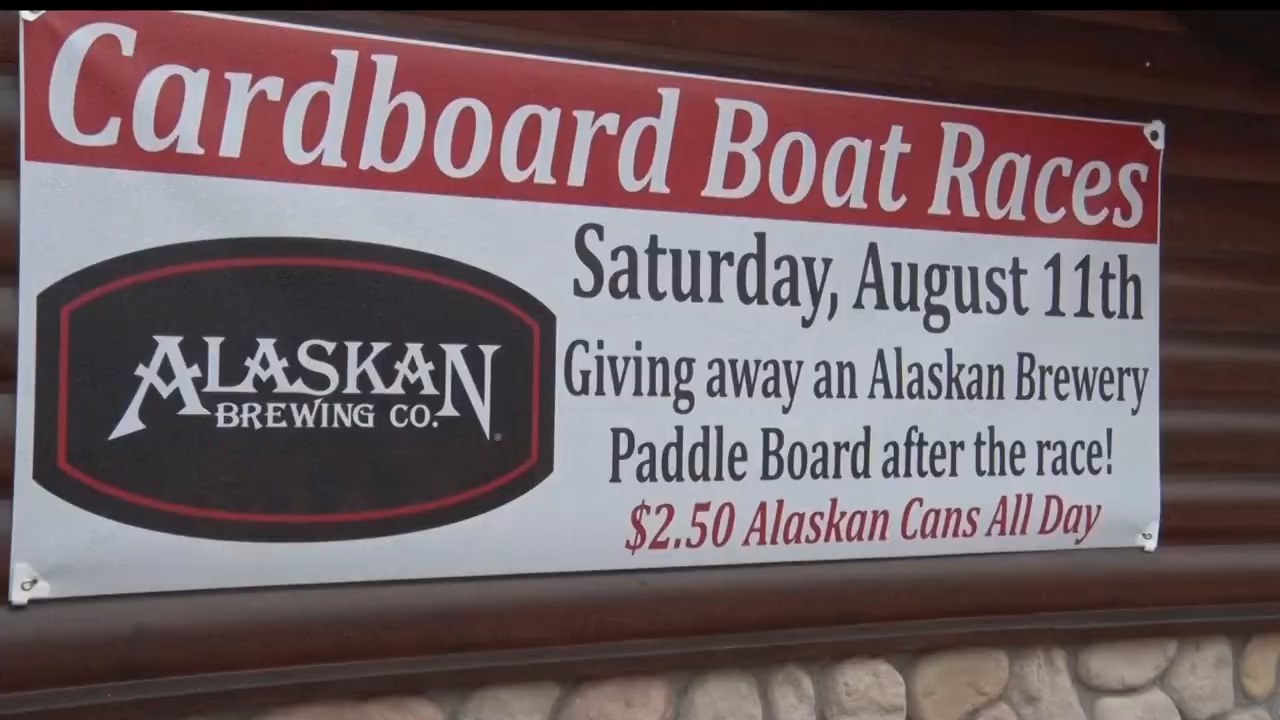 Cardboard Boat Races
Saturday, August 11th
Giving away an Alaskan Brewery
Paddle Board after the race!
$2.50 Alaskan Cans All Day
ALASKAN
BREWING CO.